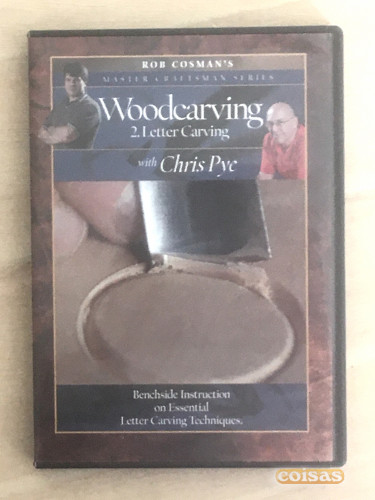 ROB COSMAN'S
MASTER CRAFTSMAN SERIES
Woodcarving
2. Letter Carving
with Chris Pye
Benchside Instruction
on Essential
Letter Carving Techniques.
coisas